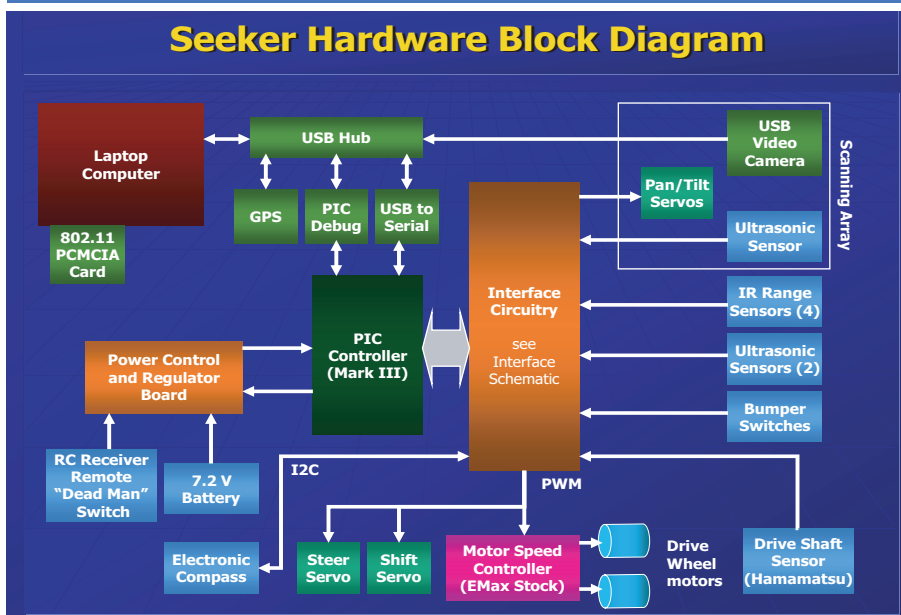 Seeker Hardware Block Diagram
Laptop
Computer
802.11
PCMCIA
Card
USB Hub
GPS
PIC
Debug
USB to
Serial
USB
Video
Camera
Pan/Tilt
Servos
Ultrasonic
Sensor
Scanning Array
PIC
Controller
(Mark III)
Interface
Circuitry
see
Interface
Schematic
IR Range
Sensors (4)
Ultrasonic
Sensors (2)
Bumper
Switches
Power Control
and Regulator
Board
RC Receiver
Remote
“Dead Man”
Switch
7.2 V
Battery
I2C
PWM
Electronic
Compass
Steer
Servo
Shift
Servo
Motor Speed
Controller
(EMax Stock)
Drive
Wheel
motors
Drive Shaft
Sensor
(Hamamatsu)